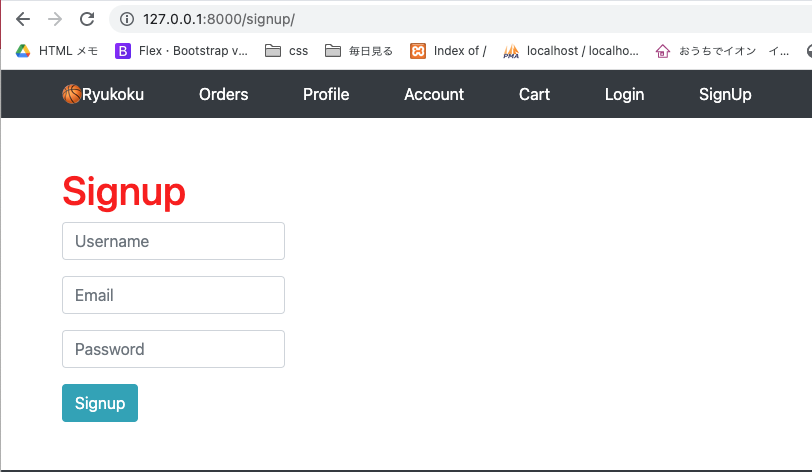 127.0.0.1:8000/signup/
HTML メモ Flex · Bootstrap v... css 毎日見る Index of / localhost / localho... おうちでイオン イ...
Ryukoku Orders Profile Account Cart Login SignUp
Signup
Username
Email
Password
Signup